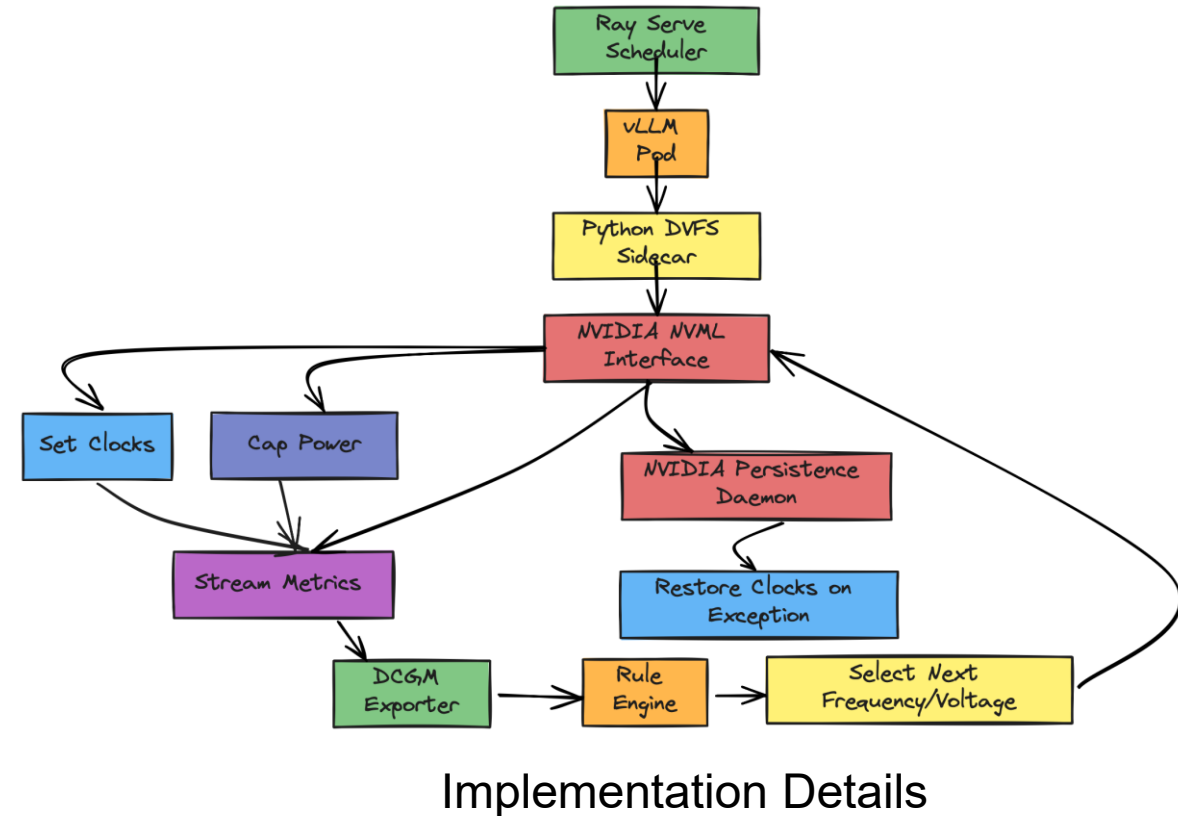 Ray Serve
Scheduler
vLLM
Pod
Python DVFS
Sidecar
NVIDIA NVML
Interface
Set Clocks
Cap Power
NVIDIA Persistence
Daemon
Stream Metrics
Restore Clocks on
Exception
DCGM
Exporter
Rule
Engine
Select Next
Frequency/Voltage
Implementation Details